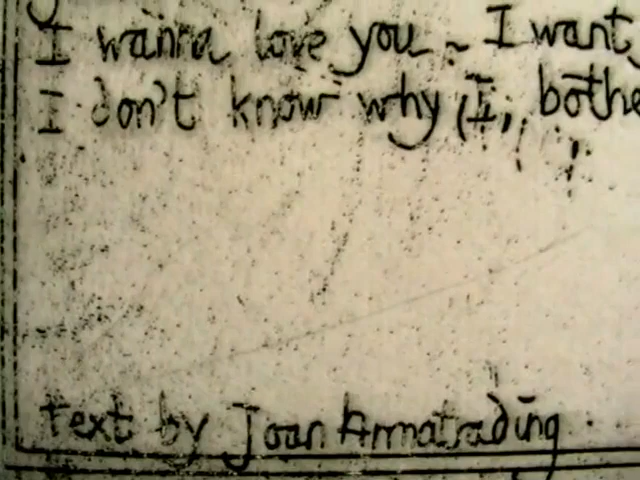 I wanna love you ~ I want
I don't know why (I, bothe
text by Joan Armatrading